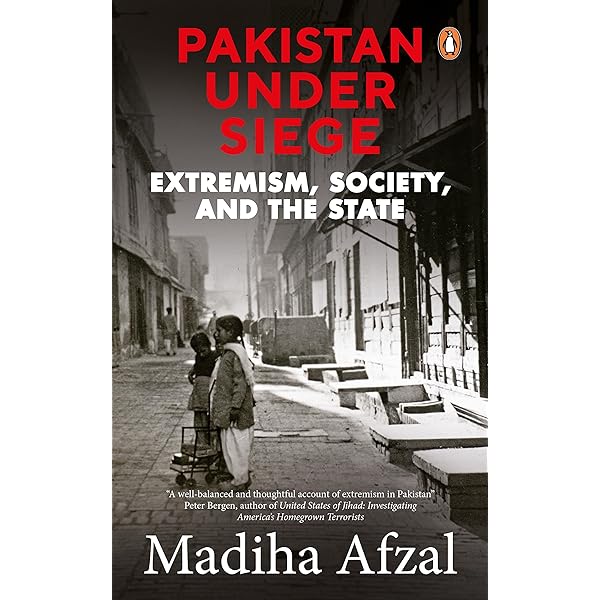 PAKISTAN
UNDER
SIEGE
EXTREMISM, SOCIETY,
AND THE STATE
"A well-balanced and thoughtful account of extremism in Pakistan"
Peter Bergen, author of United States of Jihad: Investigating
America's Homegrown Terrorists
Madiha Afzal